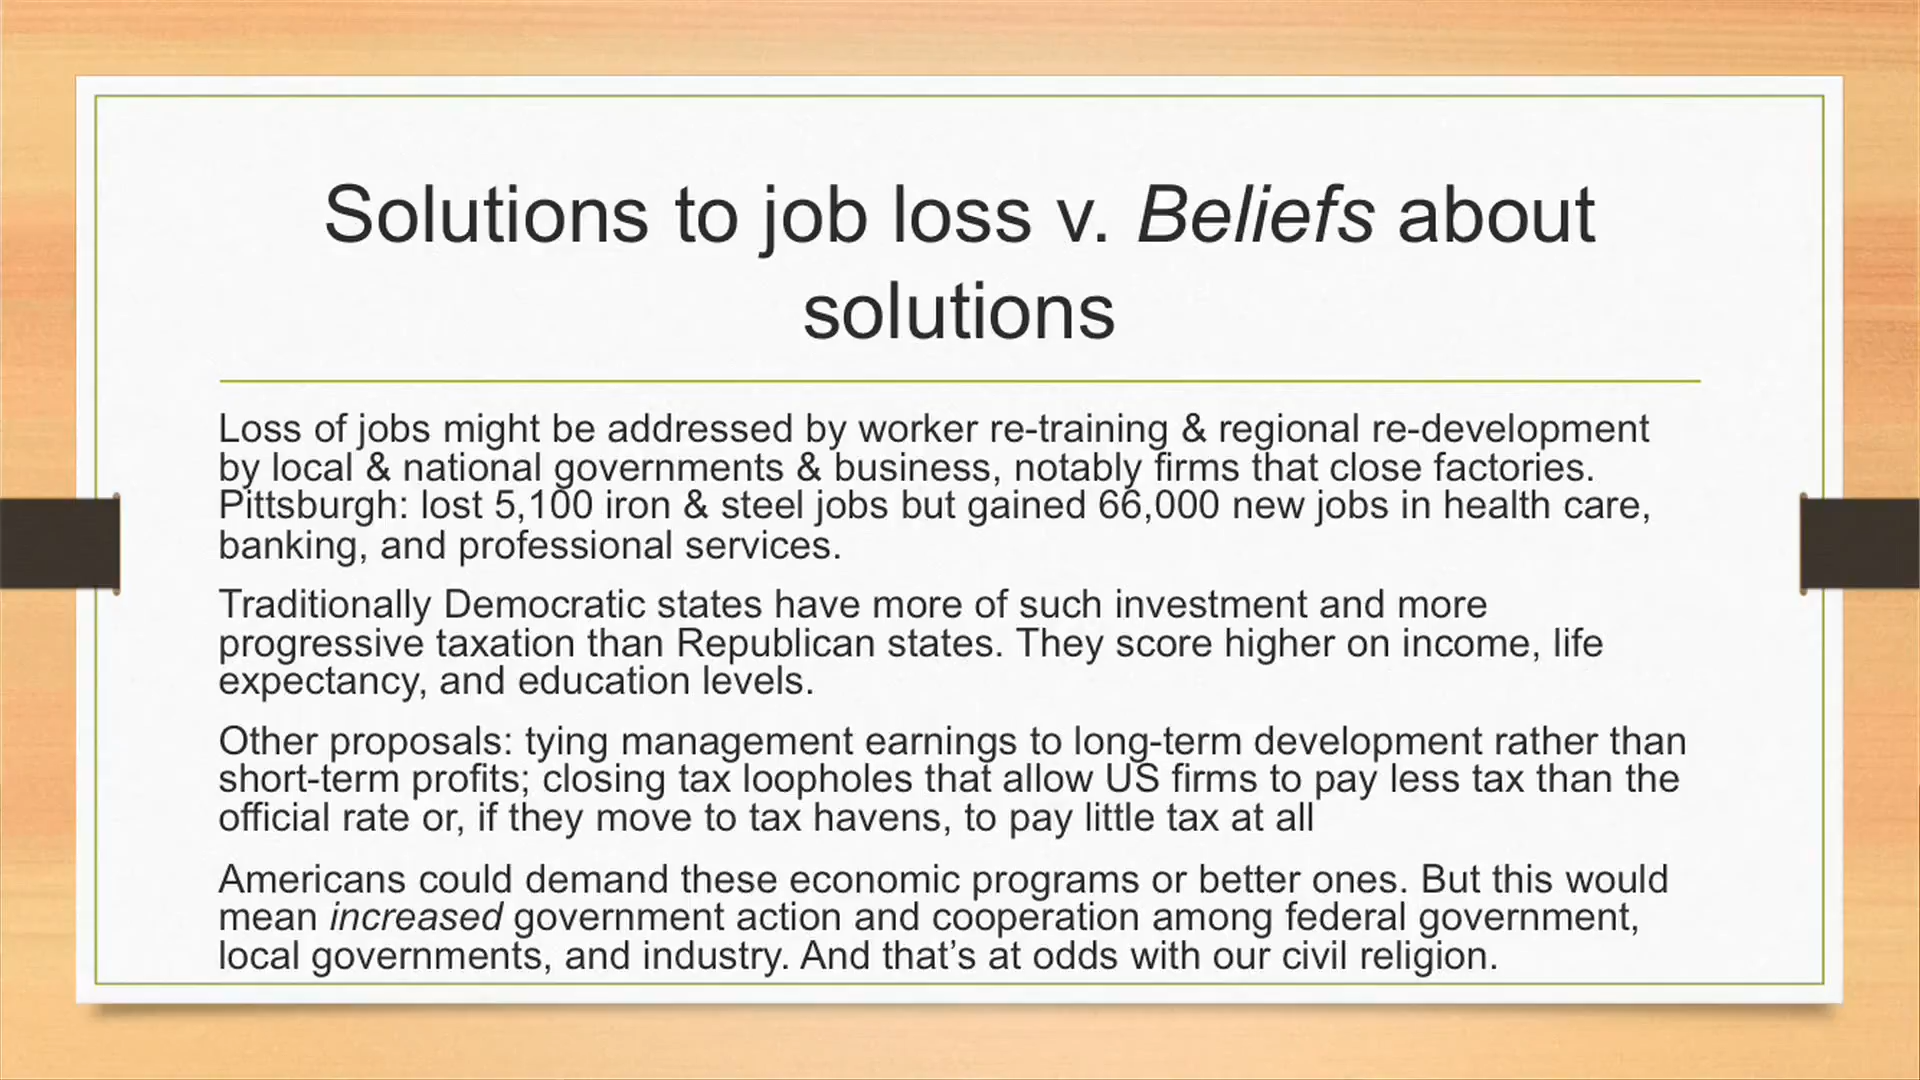 Solutions to job loss v. Beliefs about
solutions
Loss of jobs might be addressed by worker re-training & regional re-development
by local & national governments & business, notably firms that close factories.
Pittsburgh: lost 5,100 iron & steel jobs but gained 66,000 new jobs in health care,
banking, and professional services.
Traditionally Democratic states have more of such investment and more
progressive taxation than Republican states. They score higher on income, life
expectancy, and education levels.
Other proposals: tying management earnings to long-term development rather than
short-term profits; closing tax loopholes that allow US firms to pay less tax than the
official rate or, if they move to tax havens, to pay little tax at all
Americans could demand these economic programs or better ones. But this would
mean increased government action and cooperation among federal government,
local governments, and industry. And that’s at odds with our civil religion.